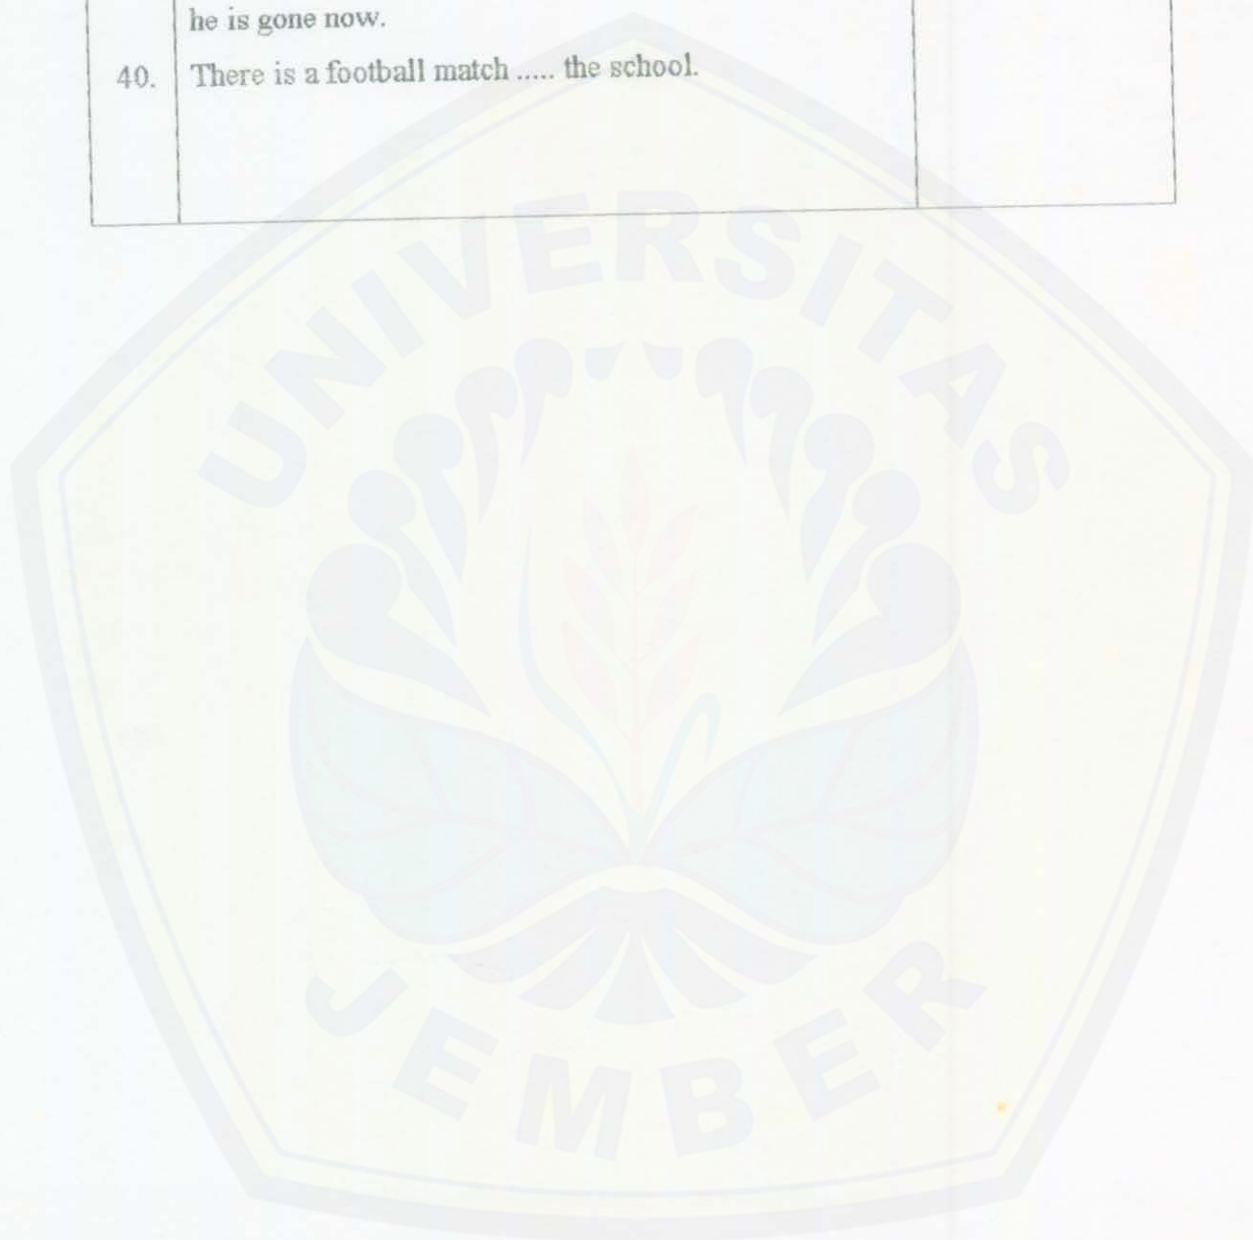 he is gone now.
40. There is a football match ..... the school.
UNIVERSITAS
JEMBER